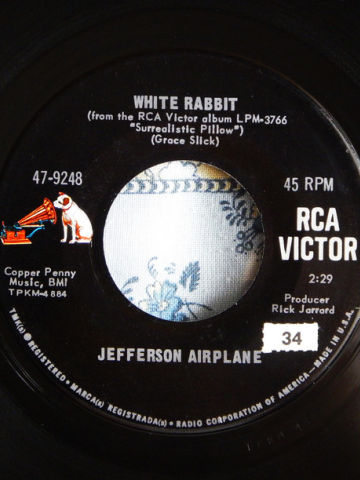 WHITE RABBIT
(from the RCA Victor album LPM-3766
"Surrealistic Pillow")
(Grace Slick)
47-9248
45 RPM
RCA
VICTOR
Copper Penny
Music, BMI
TPKM-4884
2:29
Producer
Rick Jarrard
34
JEFFERSON AIRPLANE
TMK(s) ® REGISTERED • MARCA(s) REGISTRADA(s) • RADIO CORPORATION OF AMERICA—MADE IN U.S.A.